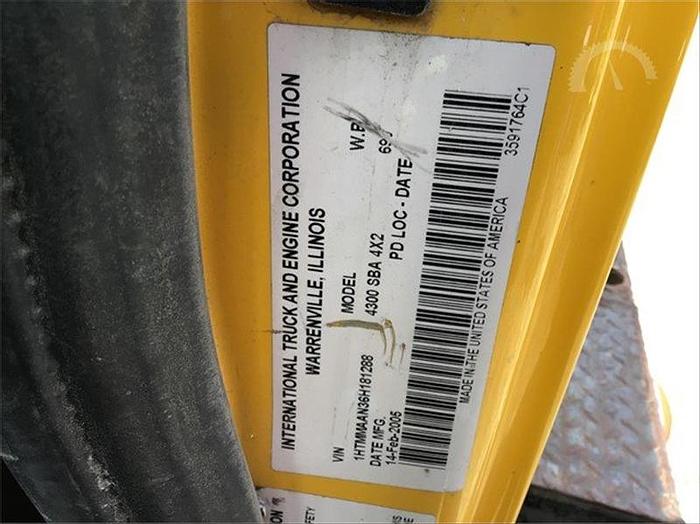 INTERNATIONAL TRUCK AND ENGINE CORPORATION
WARRENVILLE, ILLINOIS
VIN MODEL
1HTMMAAN36H181288 4300 SBA 4X2
DATE MFG. PD LOC - DATE
14-Feb-2005
MADE IN THE UNITED STATES OF AMERICA
3591764C1